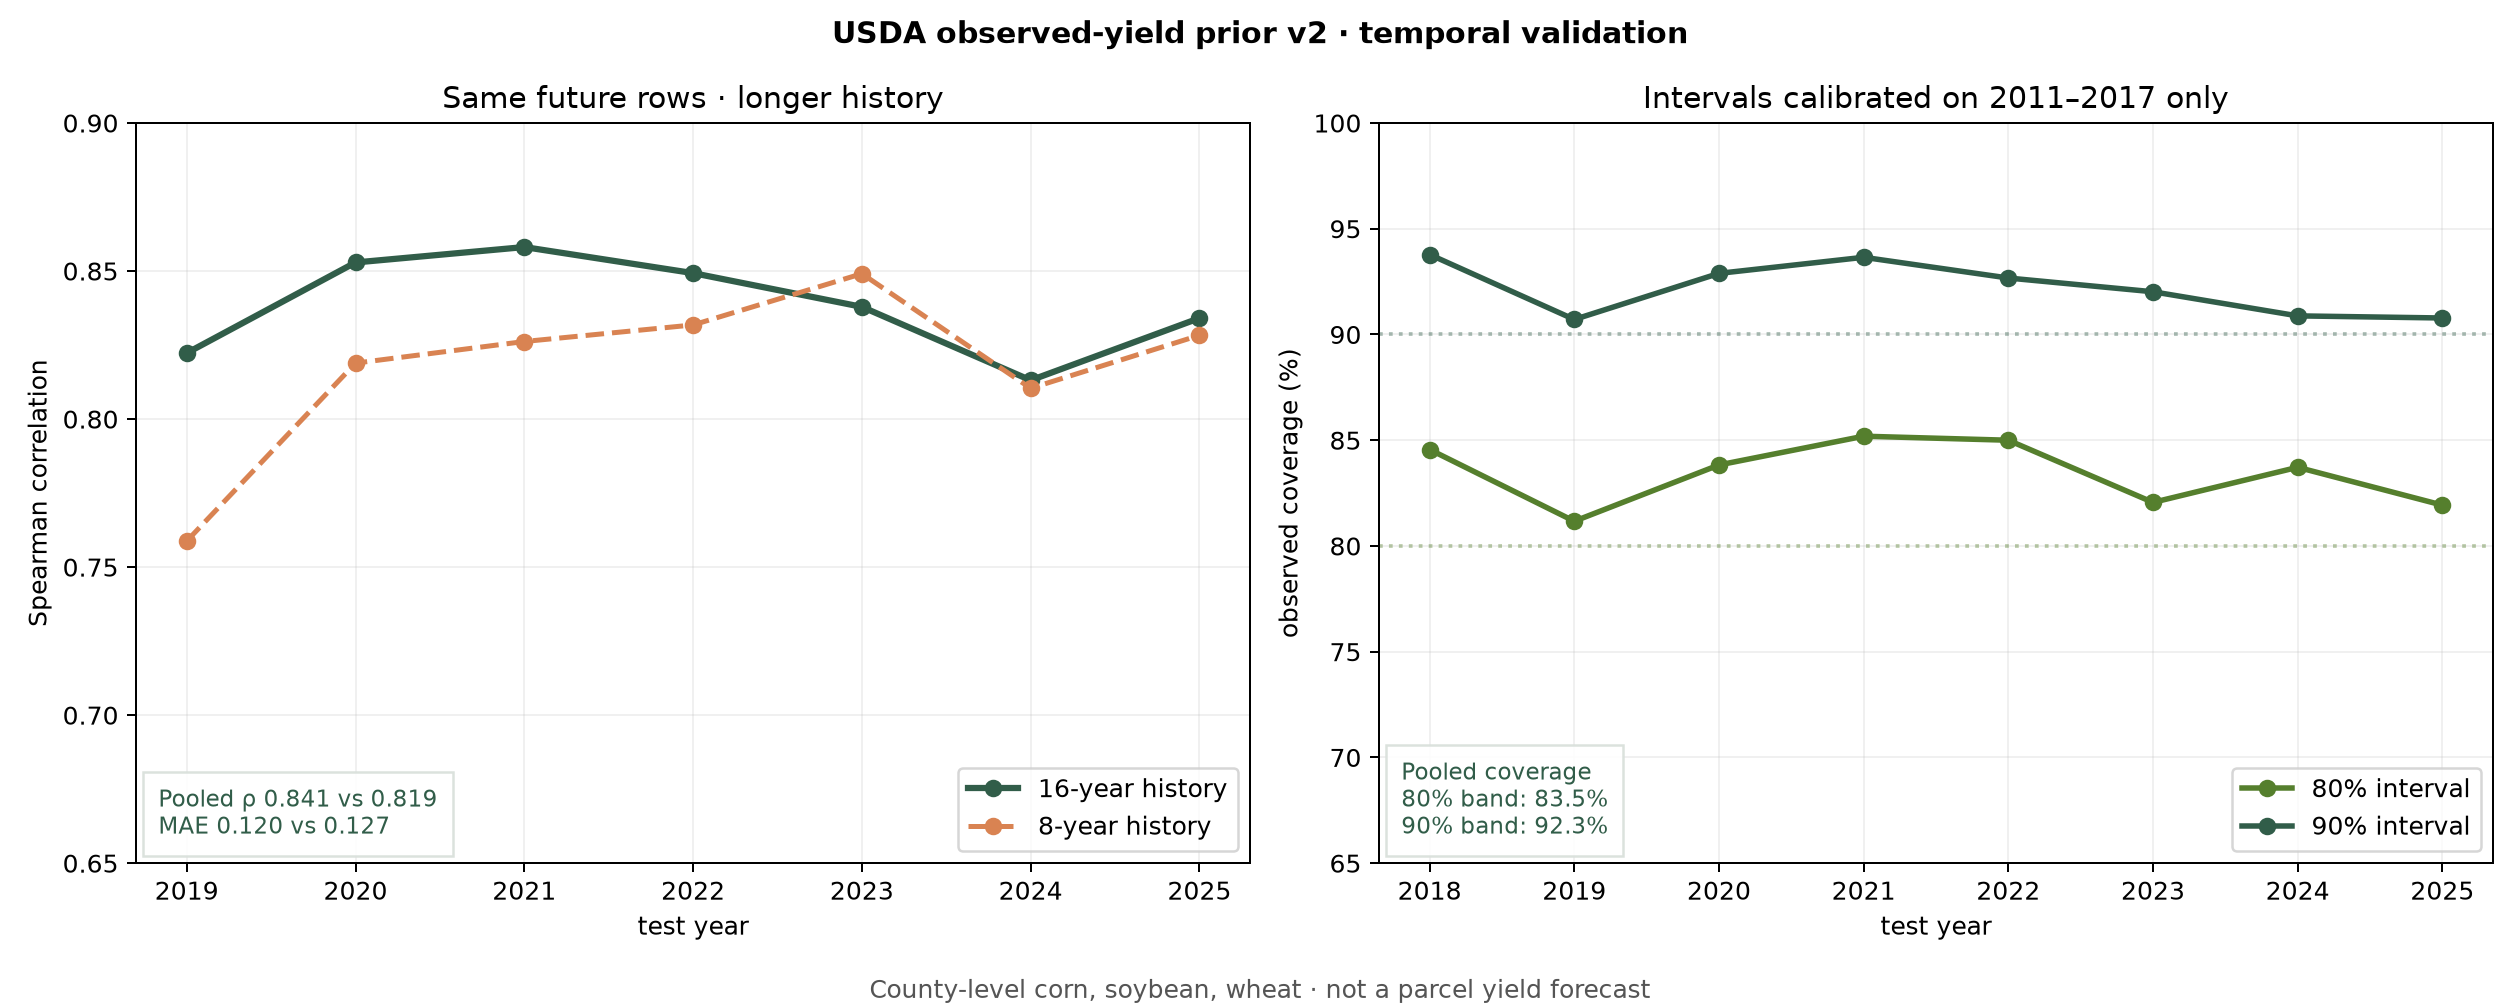 USDA observed-yield prior v2 · temporal validation
Same future rows · longer history
Spearman correlation
0.90
0.85
0.80
0.75
0.70
0.65
Pooled ρ 0.841 vs 0.819
MAE 0.120 vs 0.127
16-year history
8-year history
2019 2020 2021 2022 2023 2024 2025
test year
Intervals calibrated on 2011–2017 only
observed coverage (%)
100
95
90
85
80
75
70
65
Pooled coverage
80% band: 83.5%
90% band: 92.3%
80% interval
90% interval
2018 2019 2020 2021 2022 2023 2024 2025
test year
County-level corn, soybean, wheat · not a parcel yield forecast